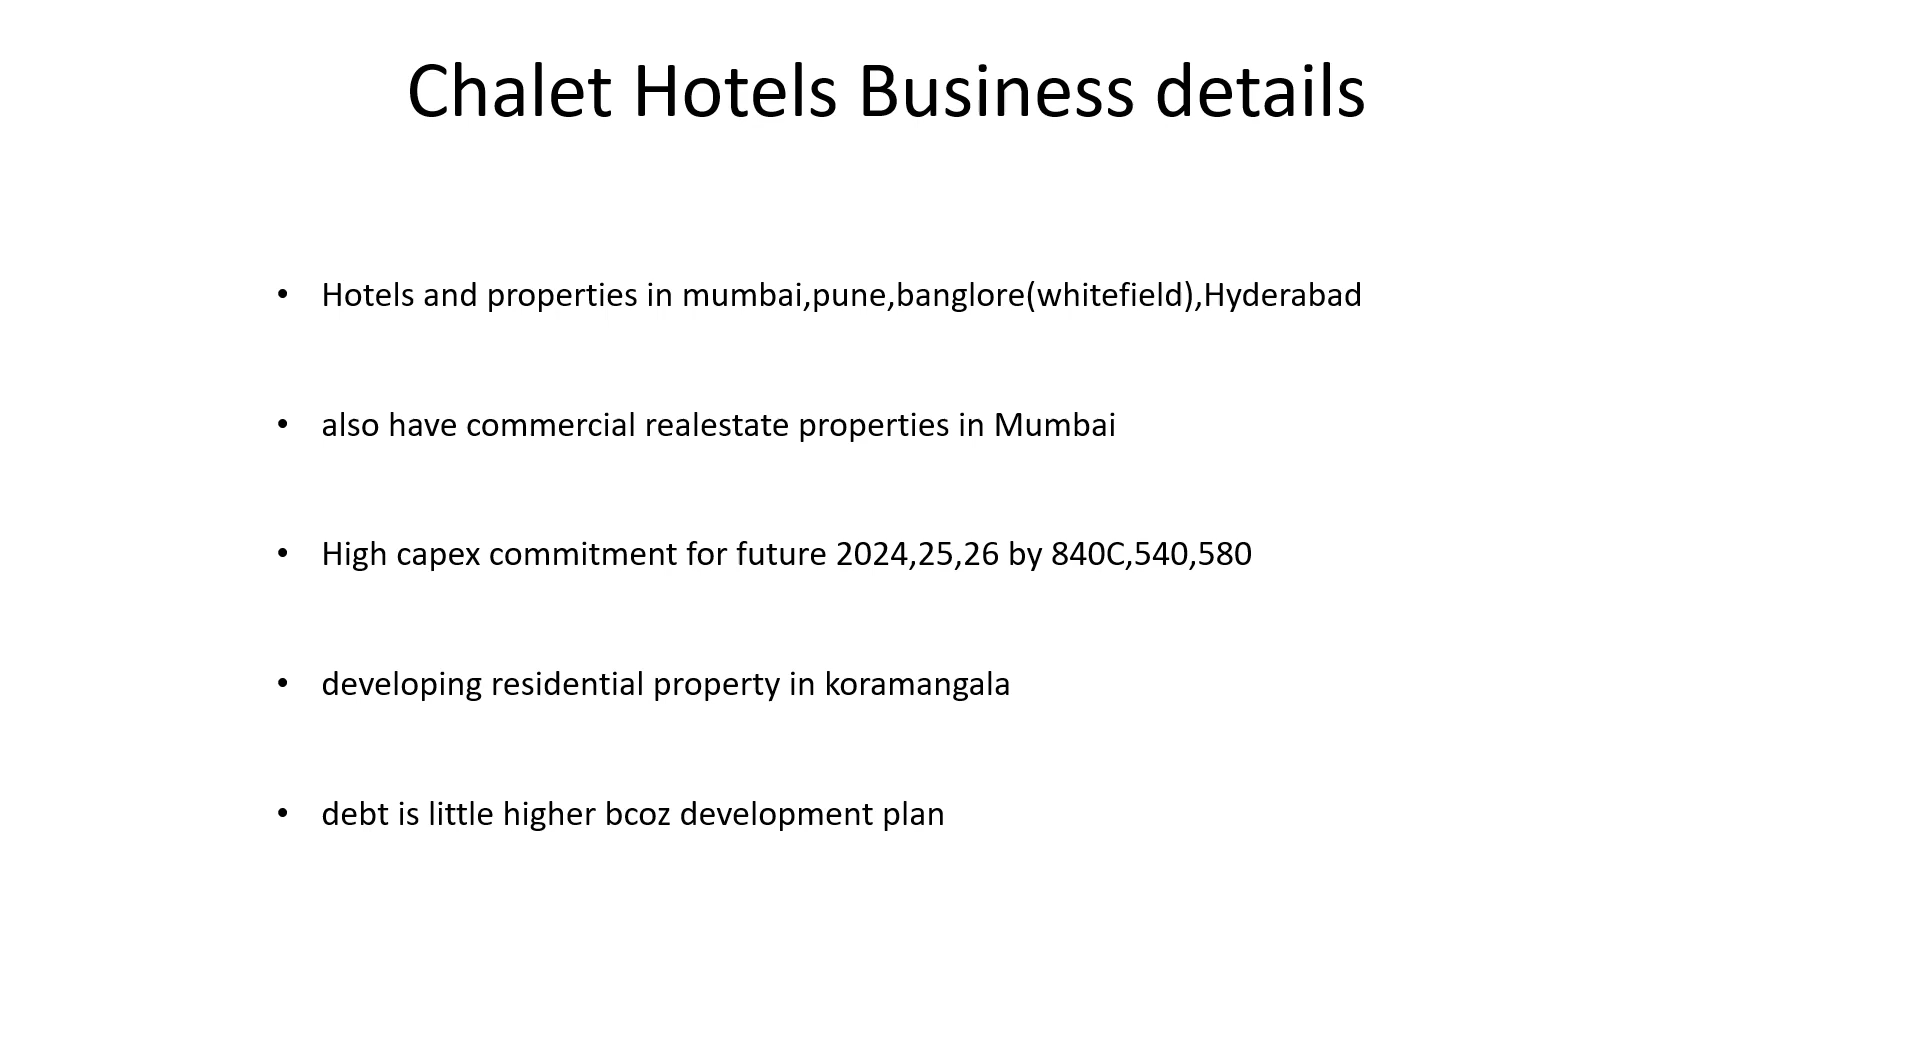 Chalet Hotels Business details
• Hotels and properties in mumbai,pune,banglore(whitefield),Hyderabad
• also have commercial realestate properties in Mumbai
• High capex commitment for future 2024,25,26 by 840C,540,580
• developing residential property in koramangala
• debt is little higher bcoz development plan